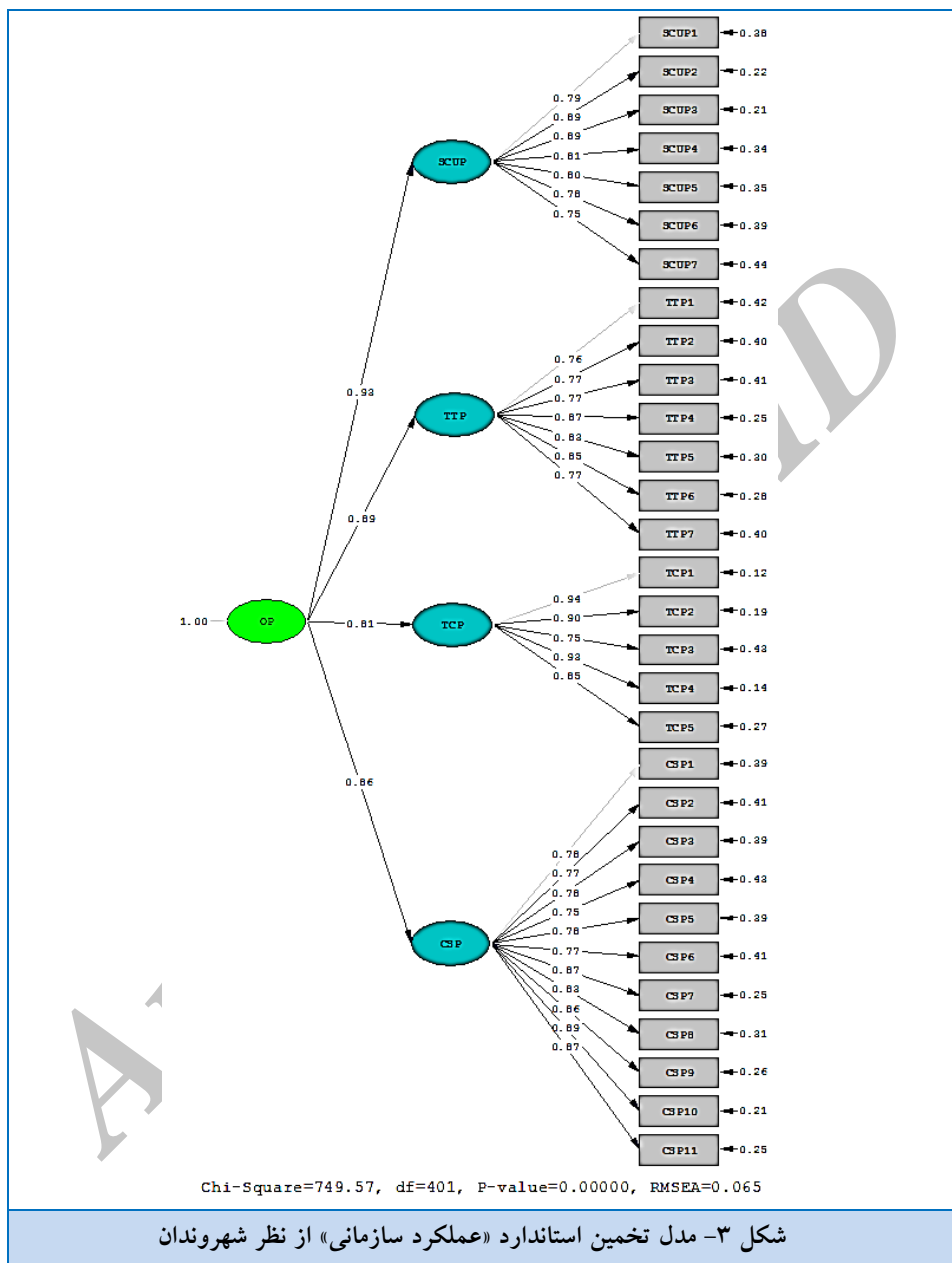 SCUP1 0.38
SCUP2 0.22
0.79
0.89
SCUP3 0.21
0.89
SCUP4 0.34
0.81
SCUP
0.80
SCUP5 0.35
0.78
0.75
SCUP6 0.39
SCUP7 0.44
TTP1 0.42
TTP2 0.40
0.76
0.77
TTP3 0.41
0.77
0.93
TTP
0.87
TTP4 0.25
0.83
TTP5 0.30
0.85
0.77
TTP6 0.28
0.89
TTP7 0.40
TCP1 0.12
0.94
TCP2 0.19
0.90
1.00 OP 0.81 TCP
0.75
TCP3 0.43
0.93
0.85
TCP4 0.14
TCP5 0.27
CSP1 0.39
0.86
CSP2 0.41
CSP3 0.39
0.78
0.77
CSP4 0.43
0.78
0.75
CSP5 0.39
0.78
CSP
0.77
CSP6 0.41
0.87
CSP7 0.25
0.83
0.86
0.89
CSP8 0.31
0.87
CSP9 0.26
CSP10 0.21
CSP11 0.25
Chi-Square=749.57, df=401, P-value=0.00000, RMSEA=0.065
شکل ۳- مدل تخمین استاندارد «عملکرد سازمانی» از نظر شهروندان